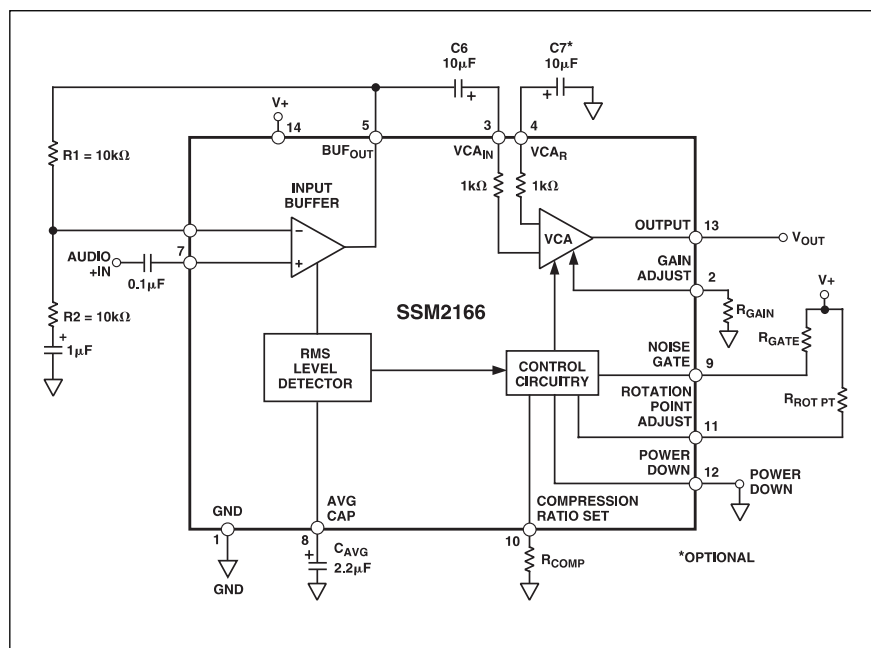 C6
10μF
C7*
10μF
+
+
V+
14
5
3
4
R1 = 10kΩ
BUFOUT
VCAIN
VCAR
1kΩ
1kΩ
INPUT
BUFFER
−
+
VCA
OUTPUT
13
VOUT
7
AUDIO
+IN
0.1μF
GAIN
ADJUST
2
V+
RGAIN
R2 = 10kΩ
+
1μF
SSM2166
RGATE
RMS
LEVEL
DETECTOR
CONTROL
CIRCUITRY
NOISE
GATE
9
ROTATION
POINT
ADJUST
RROT PT
11
POWER
DOWN
12
POWER
DOWN
GND
1
GND
AVG
CAP
8
+
CAVG
2.2μF
COMPRESSION
RATIO SET
10
RCOMP
*OPTIONAL